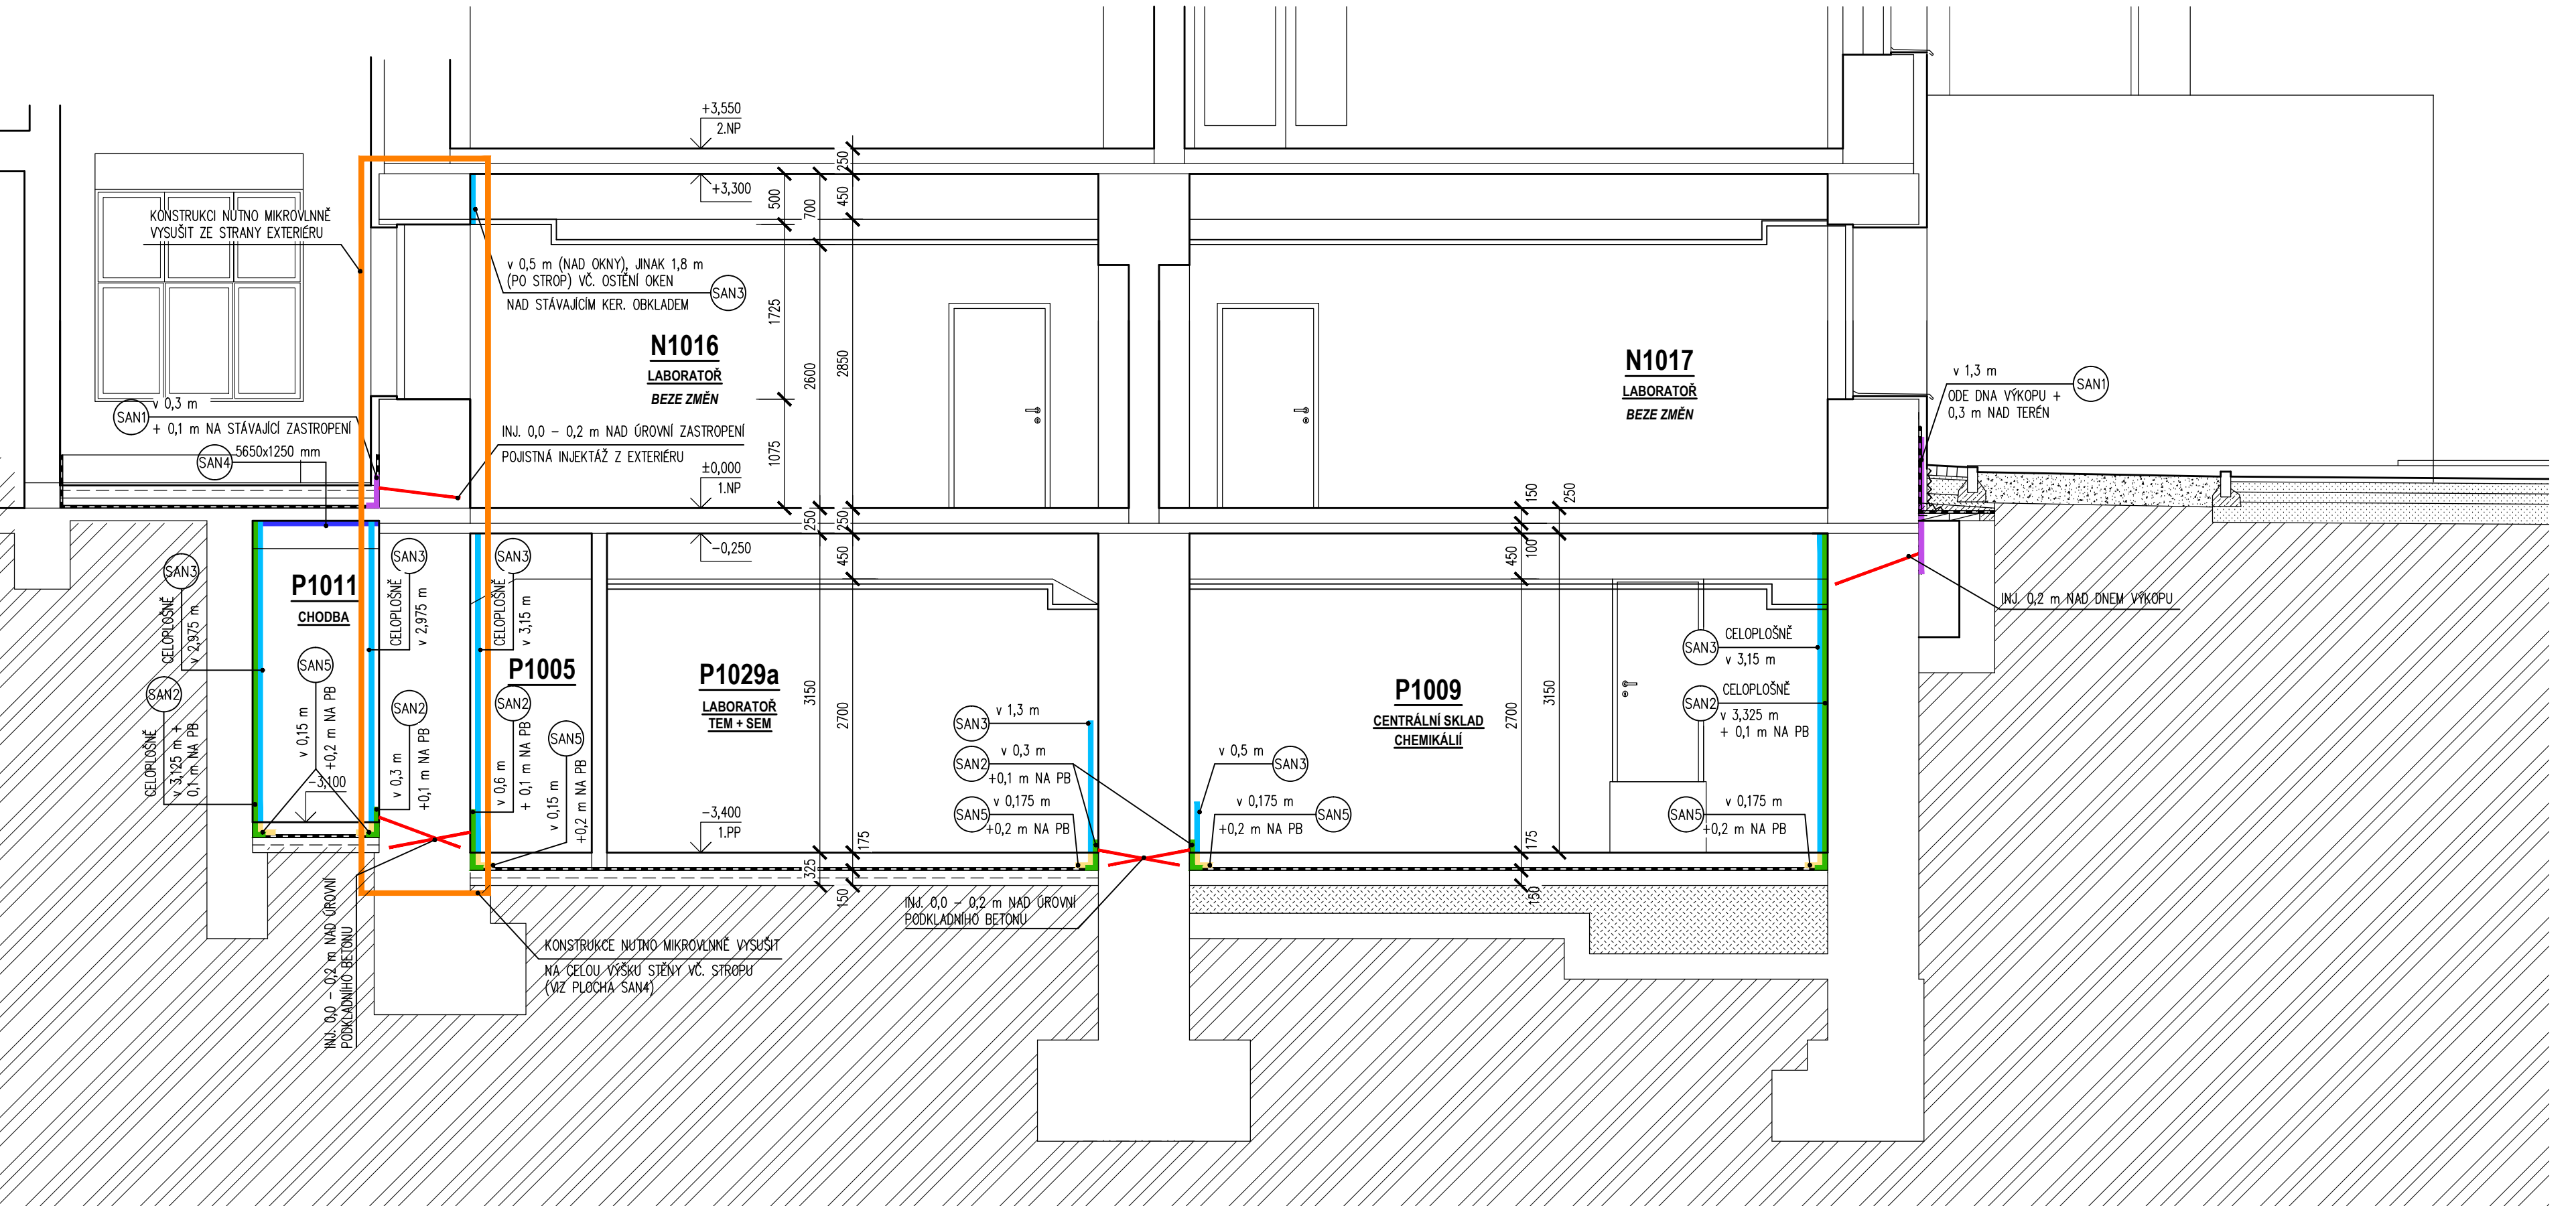 +3,550
2.NP
+3,300
250
500
700
450
KONSTRUKCI NUTNO MIKROVLNNĚ
VYSUŠIT ZE STRANY EXTERIÉRU
v 0,5 m (NAD OKNY), JINAK 1,8 m
(PO STROP) VČ. OSTĚNÍ OKEN
NAD STÁVAJÍCÍM KER. OBKLADEM
SAN3
1725
2600
2850
1075
N1016
LABORATOŘ
BEZE ZMĚN
N1017
LABORATOŘ
BEZE ZMĚN
v 1,3 m
ODE DNA VÝKOPU +
0,3 m NAD TERÉN
SAN1
v 0,3 m
SAN1
+ 0,1 m NA STÁVAJÍCÍ ZASTROPENÍ
SAN4
5650x1250 mm
INJ. 0,0 - 0,2 m NAD ÚROVNÍ ZASTROPENÍ
POJISTNÁ INJEKTÁŽ Z EXTERIÉRU
±0,000
1.NP
150
250
250
250
-0,250
450
450
100
P1011
CHODBA
SAN3
CELOPLOŠNĚ
v 2,975 m
SAN2
CELOPLOŠNĚ
v 3,125 m +
0,1 m NA PB
SAN5
v 0,15 m
+0,2 m NA PB
-3,100
SAN3
CELOPLOŠNĚ
v 2,975 m
SAN2
v 0,3 m
+0,1 m NA PB
SAN3
CELOPLOŠNĚ
v 3,15 m
P1005
SAN2
v 0,6 m
+ 0,1 m NA PB
SAN5
v 0,15 m
+0,2 m NA PB
P1029a
LABORATOŘ
TEM + SEM
-3,400
1.PP
3150
2700
175
325
150
SAN3
v 1,3 m
SAN2
v 0,3 m
+0,1 m NA PB
SAN5
v 0,175 m
+0,2 m NA PB
v 0,5 m
SAN3
v 0,175 m
+0,2 m NA PB
SAN5
P1009
CENTRÁLNÍ SKLAD
CHEMIKÁLIÍ
2700
3150
175
150
SAN3
CELOPLOŠNĚ
v 3,15 m
SAN2
CELOPLOŠNĚ
v 3,325 m
+ 0,1 m NA PB
SAN5
v 0,175 m
+0,2 m NA PB
INJ. 0,2 m NAD DNEM VÝKOPU
INJ. 0,0 - 0,2 m NAD ÚROVNÍ
PODKLADNÍHO BETONU
INJ. 0,0 - 0,2 m NAD ÚROVNÍ
PODKLADNÍHO BETONU
KONSTRUKCE NUTNO MIKROVLNNĚ VYSUŠIT
NA CELOU VÝŠKU STĚNY VČ. STROPU
(VIZ PLOCHA SAN4)